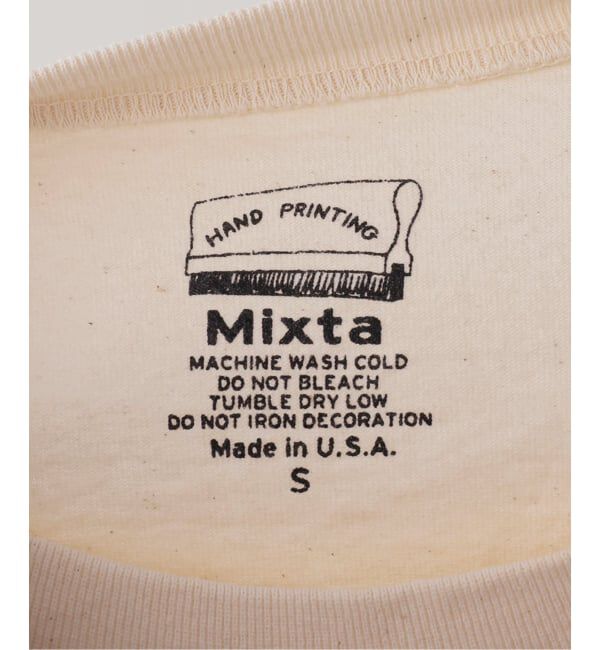 HAND PRINTING
Mixta
MACHINE WASH COLD
DO NOT BLEACH
TUMBLE DRY LOW
DO NOT IRON DECORATION
Made in U.S.A.
S